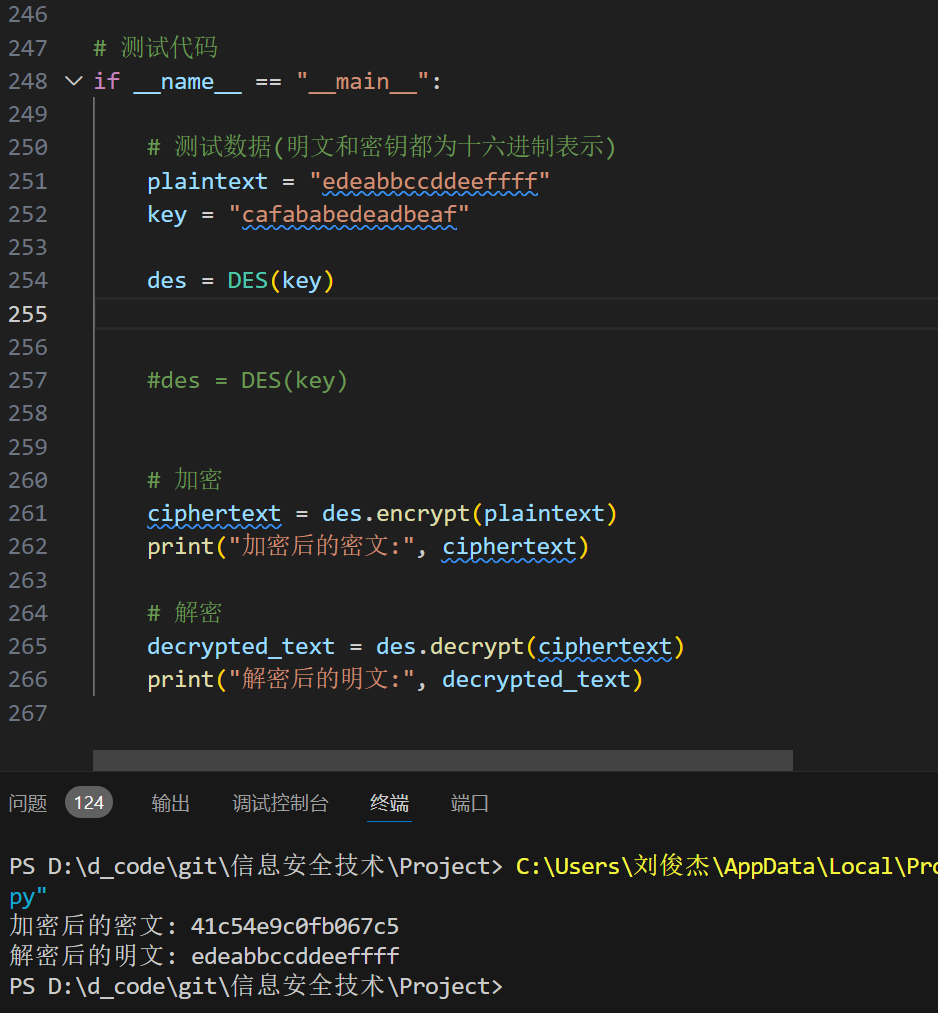 246
247 # 测试代码
248 if __name__ == "__main__":
249
250 # 测试数据(明文和密钥都为十六进制表示)
251 plaintext = "edeabbccddeeffff"
252 key = "cafababedeadbeaf"
253
254 des = DES(key)
255
256
257 #des = DES(key)
258
259
260 # 加密
261 ciphertext = des.encrypt(plaintext)
262 print("加密后的密文:", ciphertext)
263
264 # 解密
265 decrypted_text = des.decrypt(ciphertext)
266 print("解密后的明文:", decrypted_text)
267
问题 124 输出 调试控制台 终端 端口
PS D:\d_code\git\信息安全技术\Project> C:\Users\刘俊杰\AppData\Local\Pro
py"
加密后的密文: 41c54e9c0fb067c5
解密后的明文: edeabbccddeeffff
PS D:\d_code\git\信息安全技术\Project>